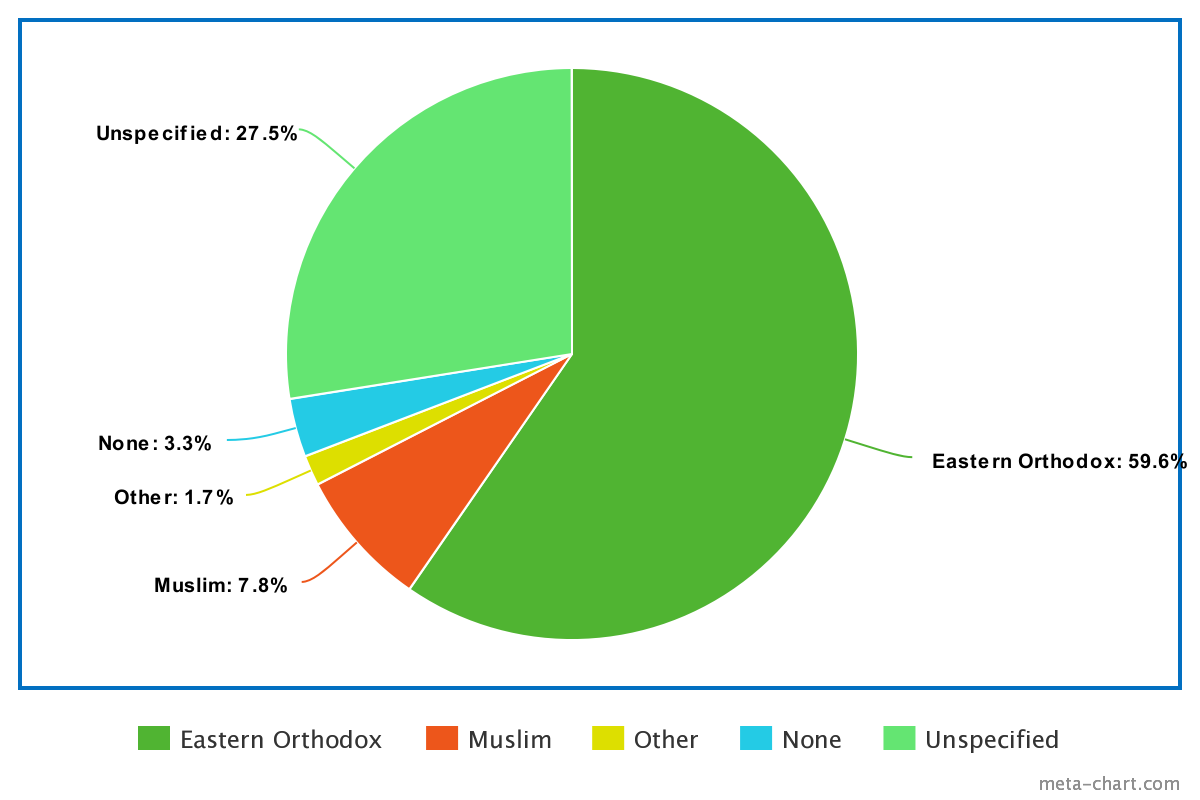 Unspecified: 27.5%
None: 3.3%
Other: 1.7%
Muslim: 7.8%
Eastern Orthodox: 59.6%
Eastern Orthodox Muslim Other None Unspecified
meta-chart.com